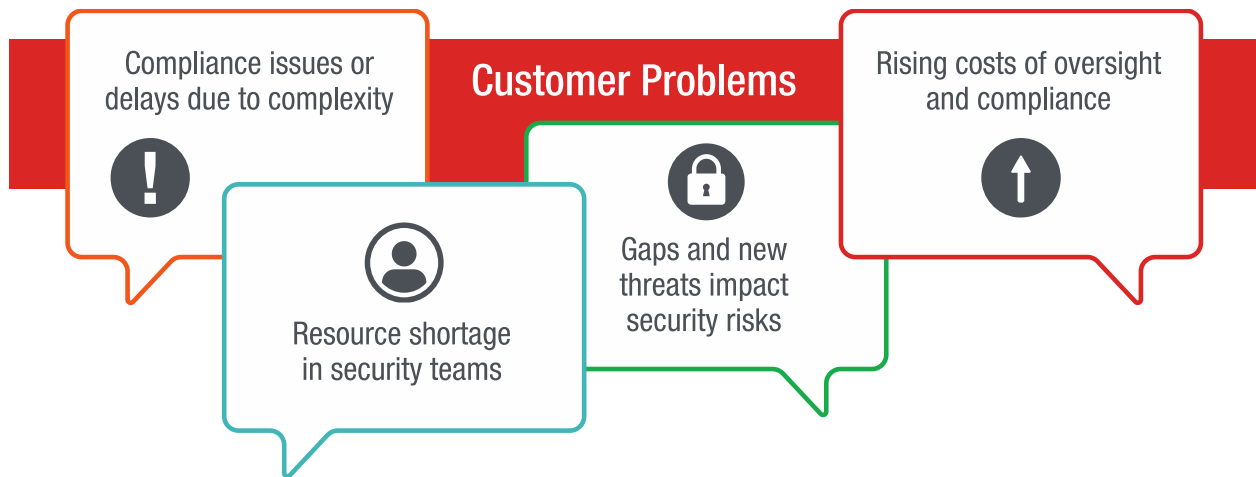 Customer Problems
Compliance issues or
delays due to complexity
Resource shortage
in security teams
Gaps and new
threats impact
security risks
Rising costs of oversight
and compliance